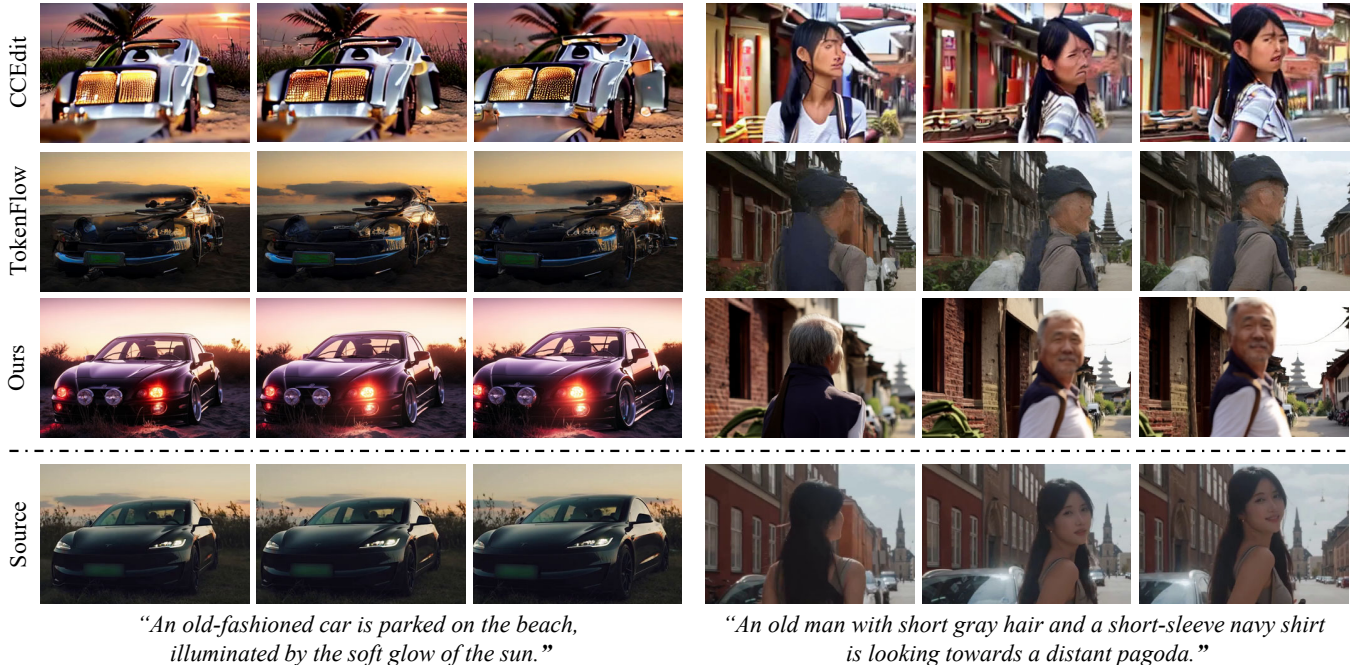 CCEdit
TokenFlow
Ours
Source
“An old-fashioned car is parked on the beach,
illuminated by the soft glow of the sun.”
“An old man with short gray hair and a short-sleeve navy shirt
is looking towards a distant pagoda.”